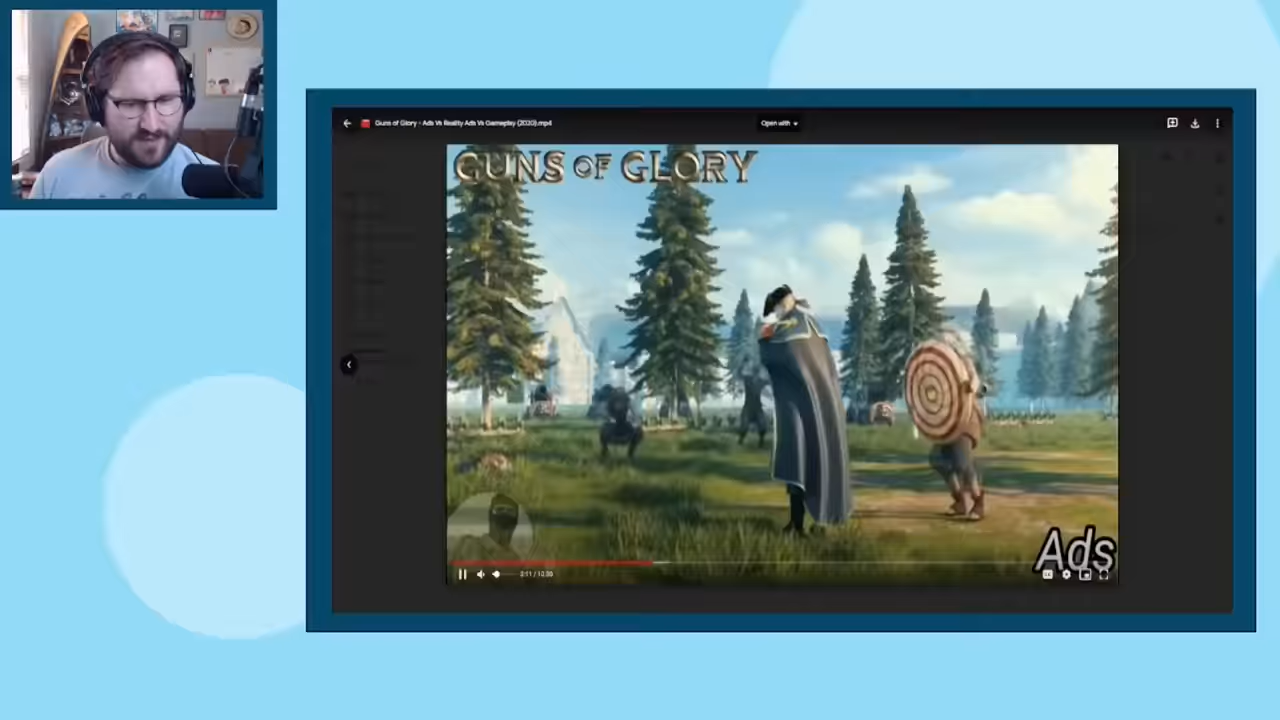 Guns of Glory - Ads Vs Reality Ads Vs Gameplay (2020).mp4
Open with
GUNS OF GLORY
Ads